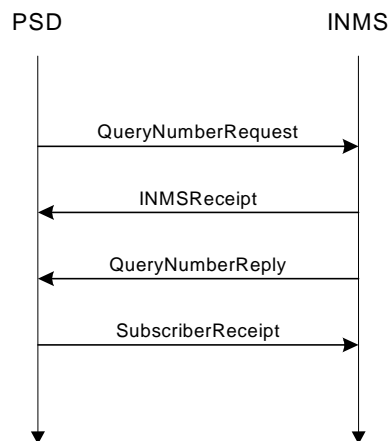 PSD INMS
QueryNumberRequest
INMSReceipt
QueryNumberReply
SubscriberReceipt